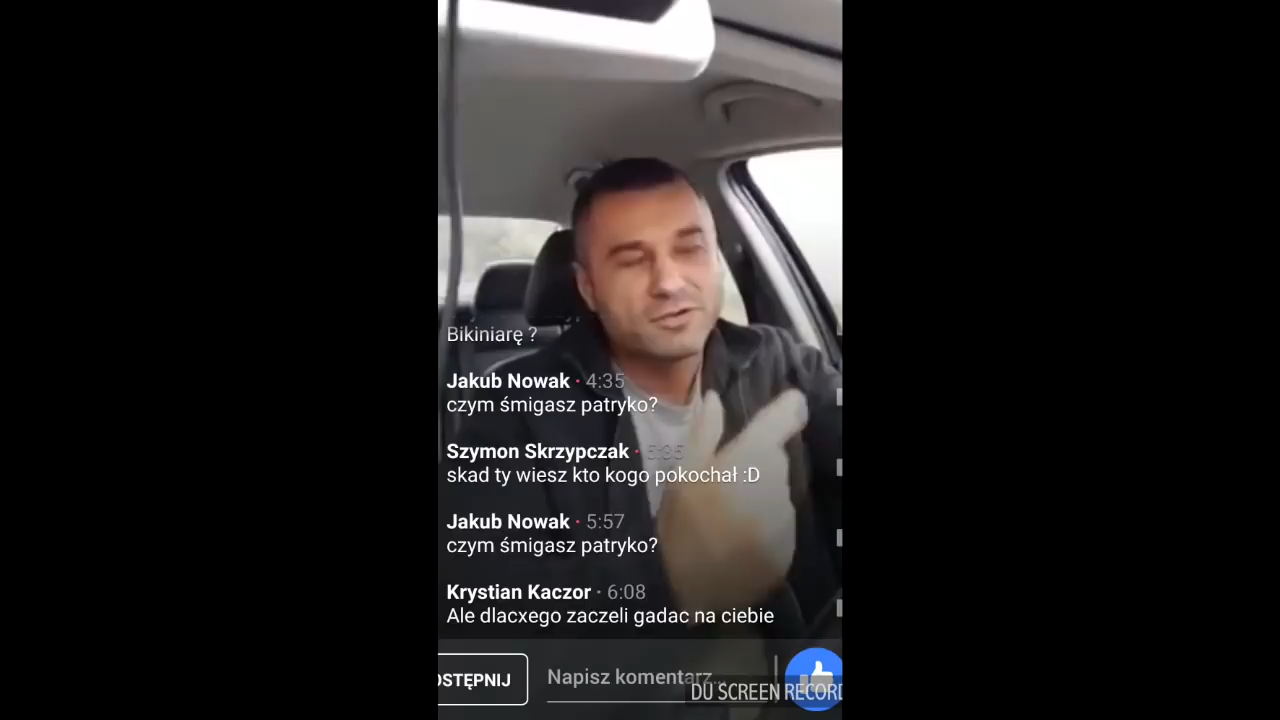 Bikiniarę ?
Jakub Nowak · 4:35
czym śmigasz patryko?
Szymon Skrzypczak · 5:35
skad ty wiesz kto kogo pokochał :D
Jakub Nowak · 5:57
czym śmigasz patryko?
Krystian Kaczor · 6:08
Ale dlacxego zaczeli gadac na ciebie
OSTĘPNIJ
Napisz komentarz...
DU SCREEN RECORD